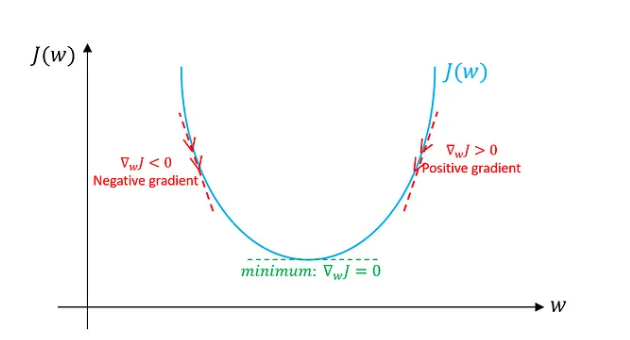 J(w)
J(w)
∇wJ < 0
Negative gradient
∇wJ > 0
Positive gradient
minimum: ∇wJ = 0
w